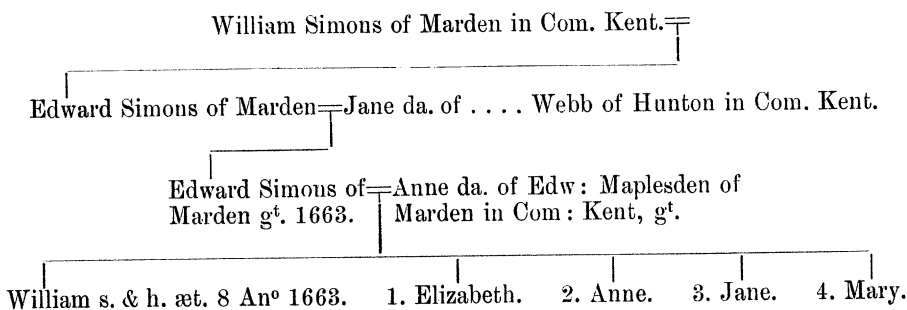 William Simons of Marden in Com. Kent.
Edward Simons of Marden=Jane da. of . . . . Webb of Hunton in Com. Kent.
Edward Simons of=Anne da. of Edw: Maplesden of
Marden gᵗ. 1663. Marden in Com: Kent, gᵗ.
William s. & h. æt. 8 Anº 1663. 1. Elizabeth. 2. Anne. 3. Jane. 4. Mary.